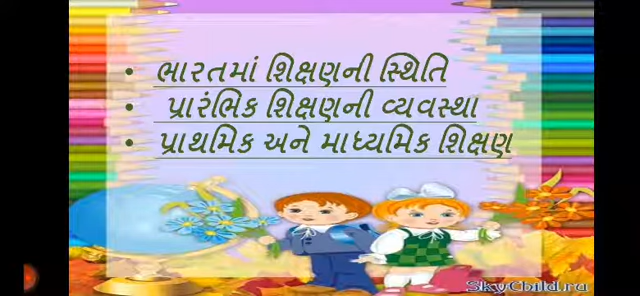 • ભારતમાં શિક્ષણની સ્થિતિ
• પ્રારંભિક શિક્ષણની વ્યવસ્થા
• પ્રાથમિક અને માધ્યમિક શિક્ષણ
SkyChild.ru